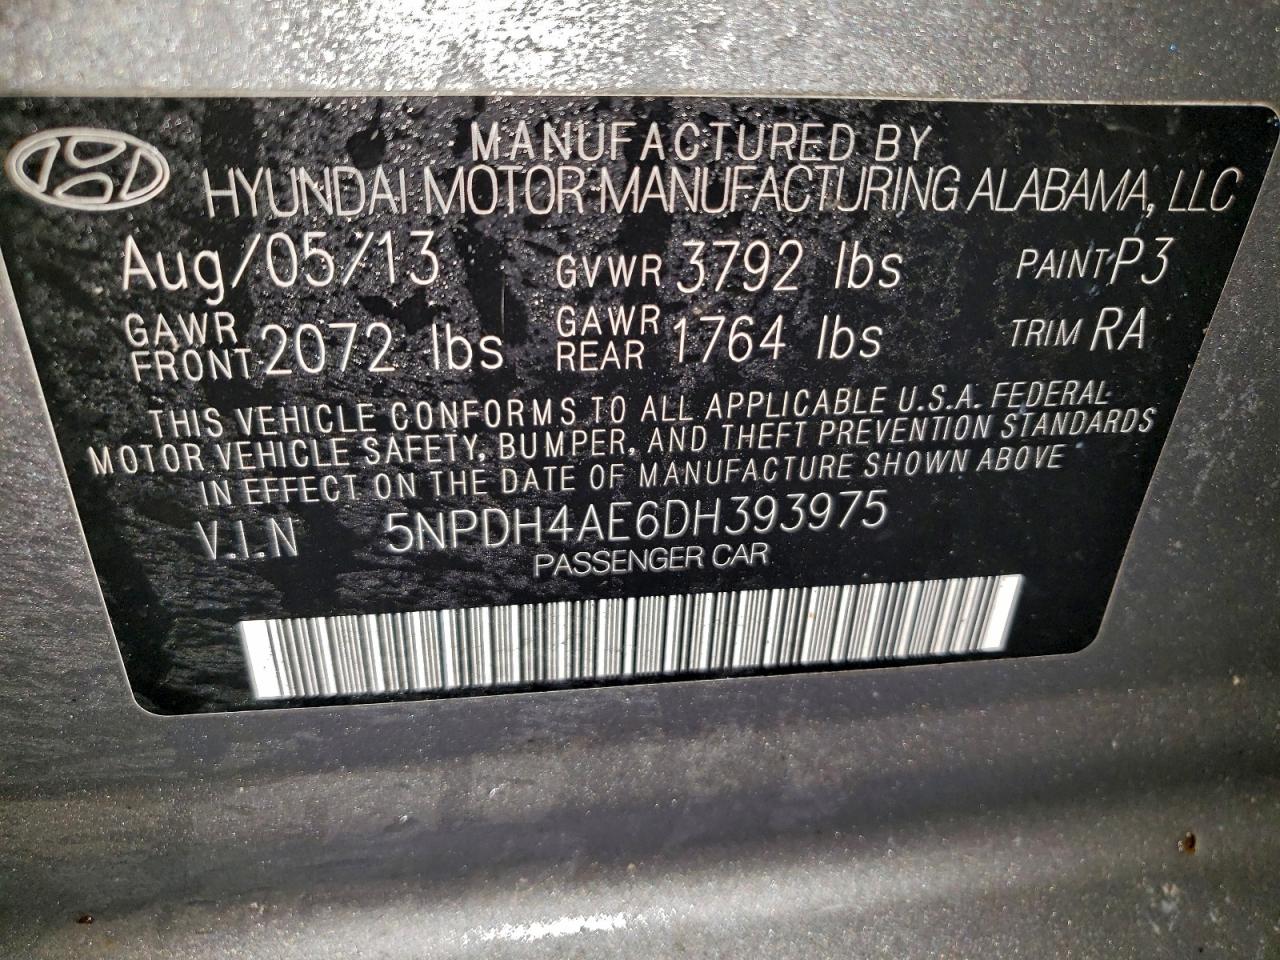 MANUFACTURED BY
HYUNDAI MOTOR MANUFACTURING ALABAMA, LLC
Aug/05/13 GVWR 3792 lbs PAINT P3
GAWR FRONT 2072 lbs GAWR REAR 1764 lbs TRIM RA
THIS VEHICLE CONFORMS TO ALL APPLICABLE U.S.A. FEDERAL
MOTOR VEHICLE SAFETY, BUMPER, AND THEFT PREVENTION STANDARDS
IN EFFECT ON THE DATE OF MANUFACTURE SHOWN ABOVE
V.I.N 5NPDH4AE6DH393975
PASSENGER CAR